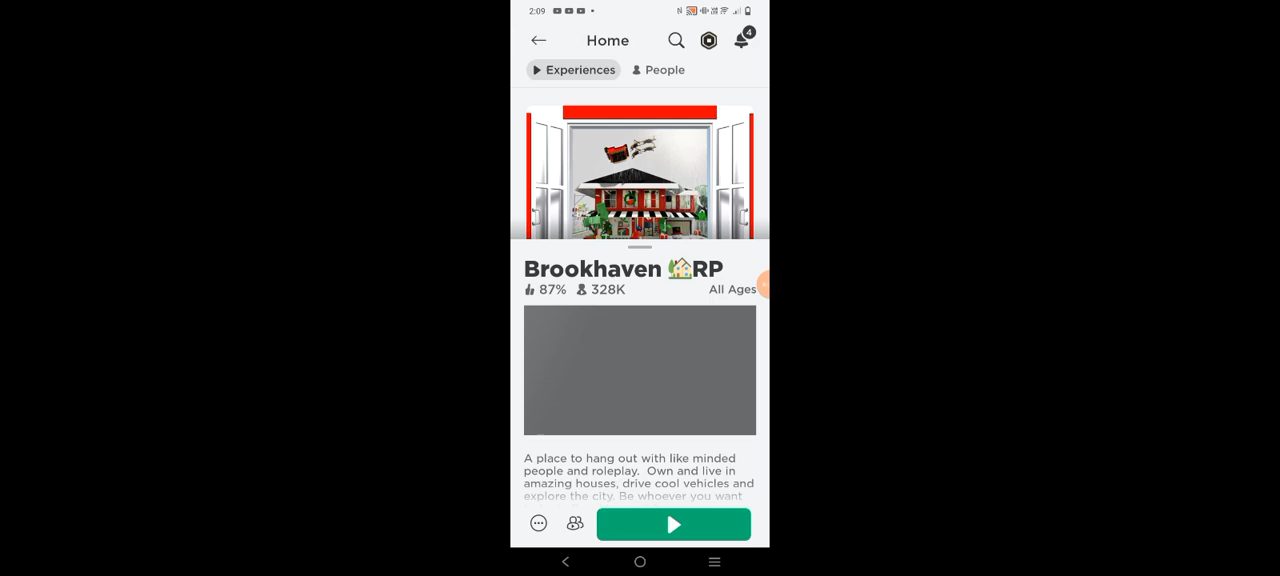 2:09
Home
4
Experiences People
Brookhaven 🏡RP
87% 328K All Ages
A place to hang out with like minded
people and roleplay. Own and live in
amazing houses, drive cool vehicles and
explore the city. Be whoever you want